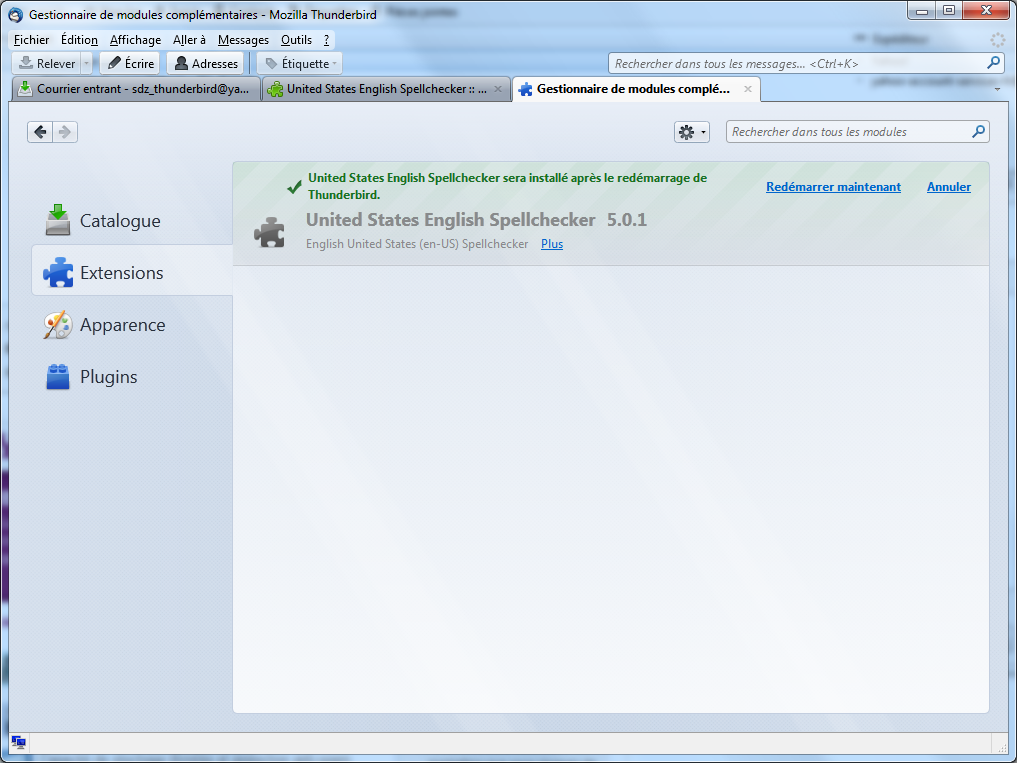 Gestionnaire de modules complémentaires - Mozilla Thunderbird
Fichier Édition Affichage Aller à Messages Outils ?
Relever Écrire Adresses Étiquette Rechercher dans tous les messages... <Ctrl+K>
Courrier entrant - sdz_thunderbird@ya... United States English Spellchecker :: ... Gestionnaire de modules complé...
Rechercher dans tous les modules
United States English Spellchecker sera installé après le redémarrage de
Thunderbird.
Redémarrer maintenant Annuler
United States English Spellchecker 5.0.1
English United States (en-US) Spellchecker Plus
Catalogue
Extensions
Apparence
Plugins